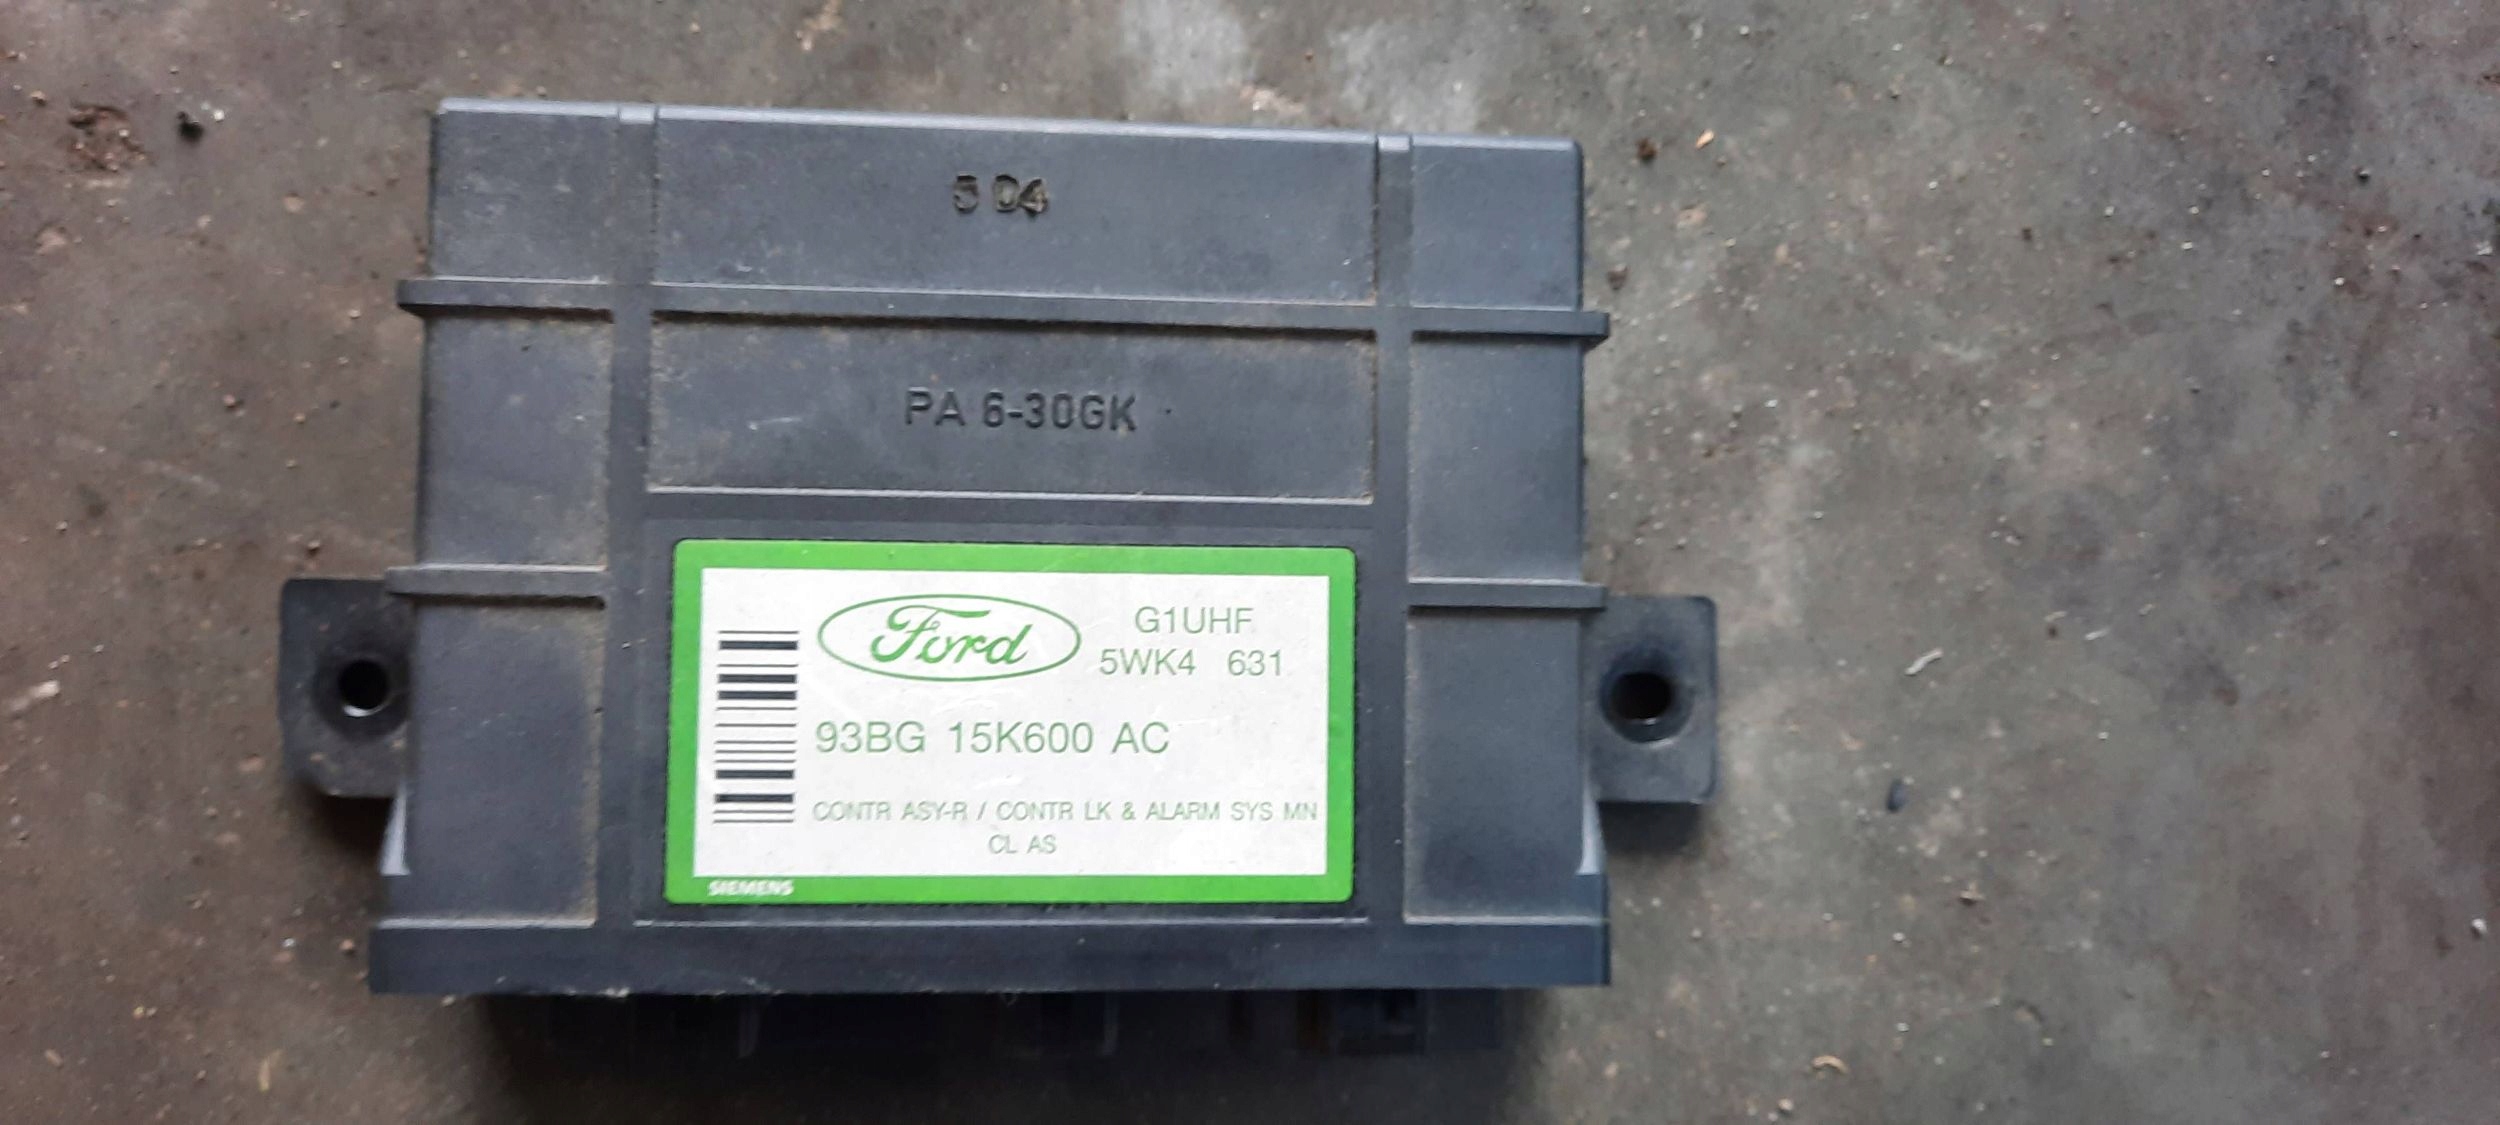 5 D4
PA 6-30GK
Ford
G1UHF
5WK4 631
93BG 15K600 AC
CONTR ASY-R / CONTR LK & ALARM SYS MN
CL AS
SIEMENS